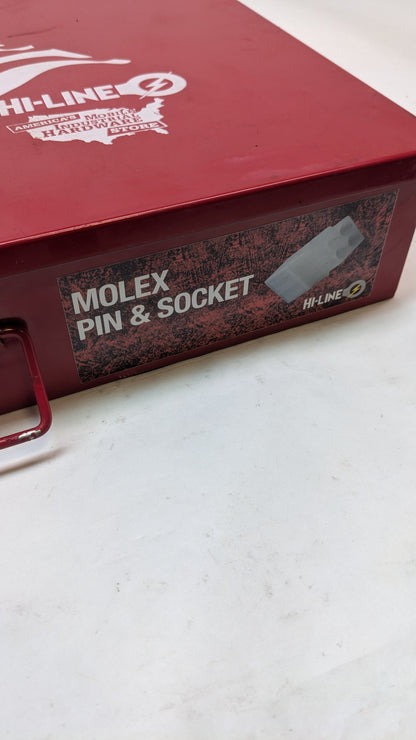 HI-LINE
AMERICA'S MOBILE
INDUSTRIAL
HARDWARE
STORE
MOLEX
PIN & SOCKET
HI-LINE